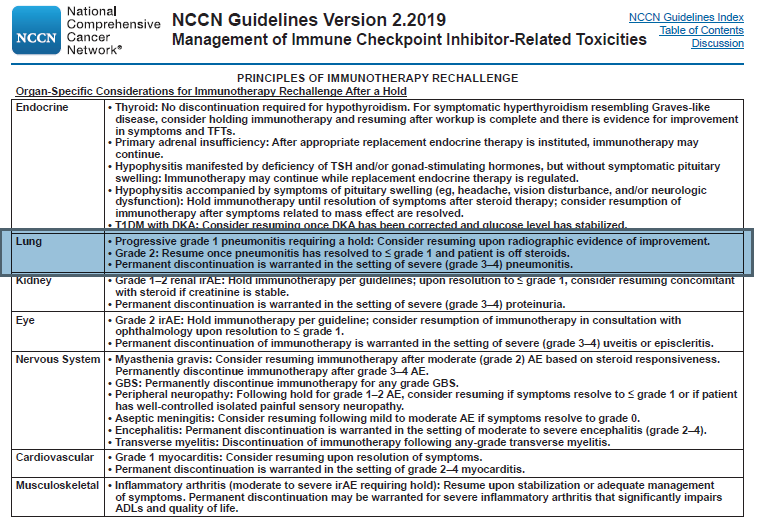 National
Comprehensive
NCCN Cancer
Network®
NCCN Guidelines Version 2.2019
Management of Immune Checkpoint Inhibitor-Related Toxicities
NCCN Guidelines Index
Table of Contents
Discussion
PRINCIPLES OF IMMUNOTHERAPY RECHALLENGE
Organ-Specific Considerations for Immunotherapy Rechallenge After a Hold
Endocrine
• Thyroid: No discontinuation required for hypothyroidism. For symptomatic hyperthyroidism resembling Graves-like
disease, consider holding immunotherapy and resuming after workup is complete and there is evidence for improvement
in symptoms and TFTs.
• Primary adrenal insufficiency: After appropriate replacement endocrine therapy is instituted, immunotherapy may
continue.
• Hypophysitis manifested by deficiency of TSH and/or gonad-stimulating hormones, but without symptomatic pituitary
swelling: Immunotherapy may continue while replacement endocrine therapy is regulated.
• Hypophysitis accompanied by symptoms of pituitary swelling (eg, headache, vision disturbance, and/or neurologic
dysfunction): Hold immunotherapy until resolution of symptoms after steroid therapy; consider resumption of
immunotherapy after symptoms related to mass effect are resolved.
• T1DM with DKA: Consider resuming once DKA has been corrected and glucose level has stabilized.
Lung
• Progressive grade 1 pneumonitis requiring a hold: Consider resuming upon radiographic evidence of improvement.
• Grade 2: Resume once pneumonitis has resolved to ≤ grade 1 and patient is off steroids.
• Permanent discontinuation is warranted in the setting of severe (grade 3–4) pneumonitis.
Kidney
• Grade 1–2 renal irAE: Hold immunotherapy per guidelines; upon resolution to ≤ grade 1, consider resuming concomitant
with steroid if creatinine is stable.
• Permanent discontinuation is warranted in the setting of severe (grade 3–4) proteinuria.
Eye
• Grade 2 irAE: Hold immunotherapy per guideline; consider resumption of immunotherapy in consultation with
ophthalmology upon resolution to ≤ grade 1.
• Permanent discontinuation of immunotherapy is warranted in the setting of severe (grade 3–4) uveitis or episcleritis.
Nervous System
• Myasthenia gravis: Consider resuming immunotherapy after moderate (grade 2) AE based on steroid responsiveness.
Permanently discontinue immunotherapy after grade 3–4 AE.
• GBS: Permanently discontinue immunotherapy for any grade GBS.
• Peripheral neuropathy: Following hold for grade 1–2 AE, consider resuming if symptoms resolve to ≤ grade 1 or if patient
has well-controlled isolated painful sensory neuropathy.
• Aseptic meningitis: Consider resuming following mild to moderate AE if symptoms resolve to grade 0.
• Encephalitis: Permanent discontinuation is warranted in the setting of moderate to severe encephalitis (grade 2–4).
• Transverse myelitis: Discontinuation of immunotherapy following any-grade transverse myelitis.
Cardiovascular
• Grade 1 myocarditis: Consider resuming upon resolution of symptoms.
• Permanent discontinuation is warranted in the setting of grade 2–4 myocarditis.
Musculoskeletal
• Inflammatory arthritis (moderate to severe irAE requiring hold): Resume upon stabilization or adequate management
of symptoms. Permanent discontinuation may be warranted for severe inflammatory arthritis that significantly impairs
ADLs and quality of life.